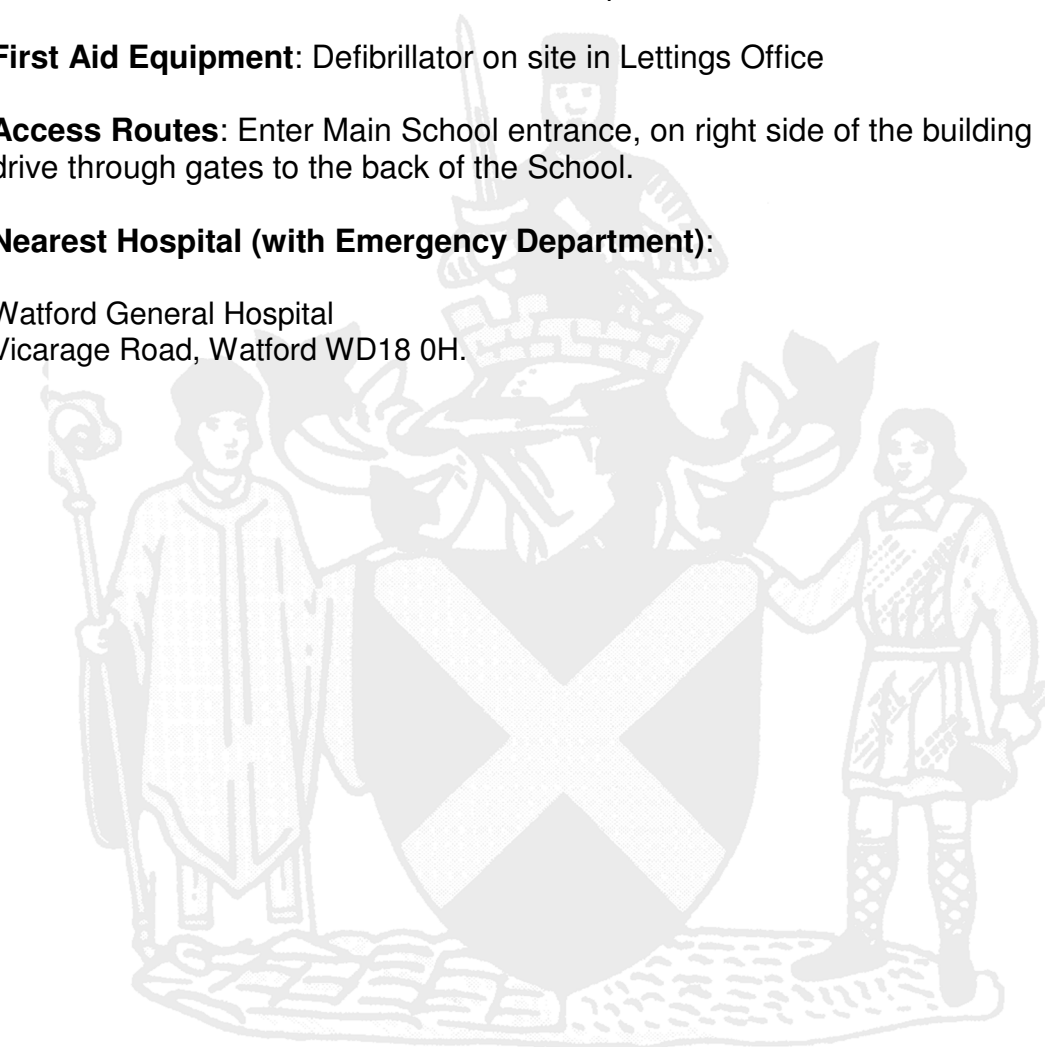 First Aid Equipment: Defibrillator on site in Lettings Office
Access Routes: Enter Main School entrance, on right side of the building
drive through gates to the back of the School.
Nearest Hospital (with Emergency Department):
Watford General Hospital
Vicarage Road, Watford WD18 0H.